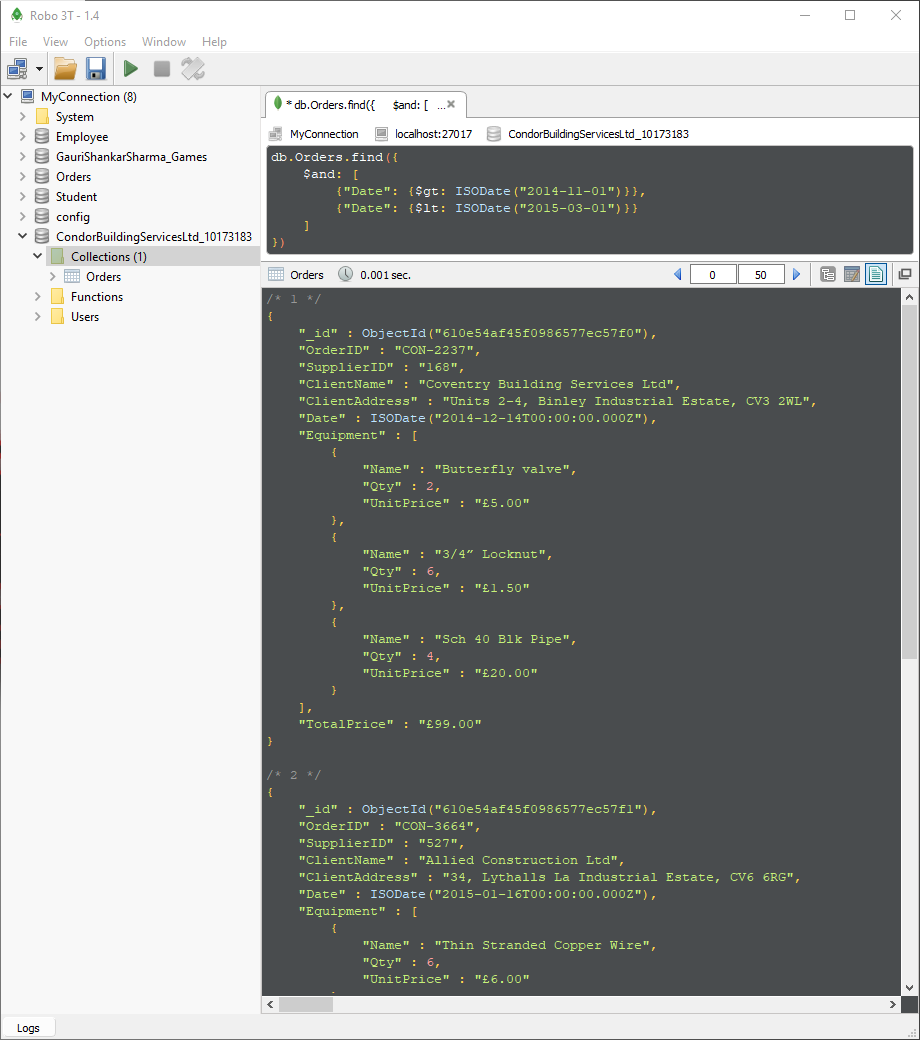 Robo 3T - 1.4
File View Options Window Help
MyConnection (8)
System
Employee
GauriShankarSharma_Games
Orders
Student
config
CondorBuildingServicesLtd_10173183
Collections (1)
Orders
Functions
Users
* db.Orders.find({ $and: [ ...
MyConnection localhost:27017 CondorBuildingServicesLtd_10173183
db.Orders.find({
    $and: [
        {"Date": {$gt: ISODate("2014-11-01")}},
        {"Date": {$lt: ISODate("2015-03-01")}}
    ]
})
Orders 0.001 sec. 0 50
/* 1 */
{
    "_id" : ObjectId("610e54af45f0986577ec57f0"),
    "OrderID" : "CON-2237",
    "SupplierID" : "168",
    "ClientName" : "Coventry Building Services Ltd",
    "ClientAddress" : "Units 2-4, Binley Industrial Estate, CV3 2WL",
    "Date" : ISODate("2014-12-14T00:00:00.000Z"),
    "Equipment" : [
        {
            "Name" : "Butterfly valve",
            "Qty" : 2,
            "UnitPrice" : "£5.00"
        },
        {
            "Name" : "3/4” Locknut",
            "Qty" : 6,
            "UnitPrice" : "£1.50"
        },
        {
            "Name" : "Sch 40 Blk Pipe",
            "Qty" : 4,
            "UnitPrice" : "£20.00"
        }
    ],
    "TotalPrice" : "£99.00"
}
/* 2 */
{
    "_id" : ObjectId("610e54af45f0986577ec57f1"),
    "OrderID" : "CON-3664",
    "SupplierID" : "527",
    "ClientName" : "Allied Construction Ltd",
    "ClientAddress" : "34, Lythalls La Industrial Estate, CV6 6RG",
    "Date" : ISODate("2015-01-16T00:00:00.000Z"),
    "Equipment" : [
        {
            "Name" : "Thin Stranded Copper Wire",
            "Qty" : 6,
            "UnitPrice" : "£6.00"
Logs